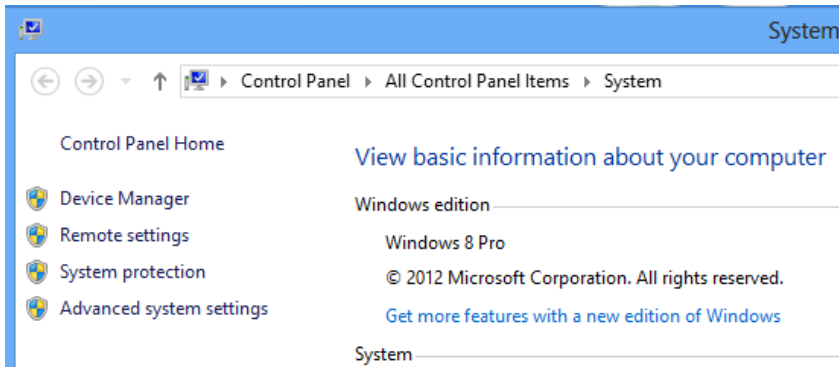 System
Control Panel ▸ All Control Panel Items ▸ System
Control Panel Home
Device Manager
Remote settings
System protection
Advanced system settings
View basic information about your computer
Windows edition
Windows 8 Pro
© 2012 Microsoft Corporation. All rights reserved.
Get more features with a new edition of Windows
System